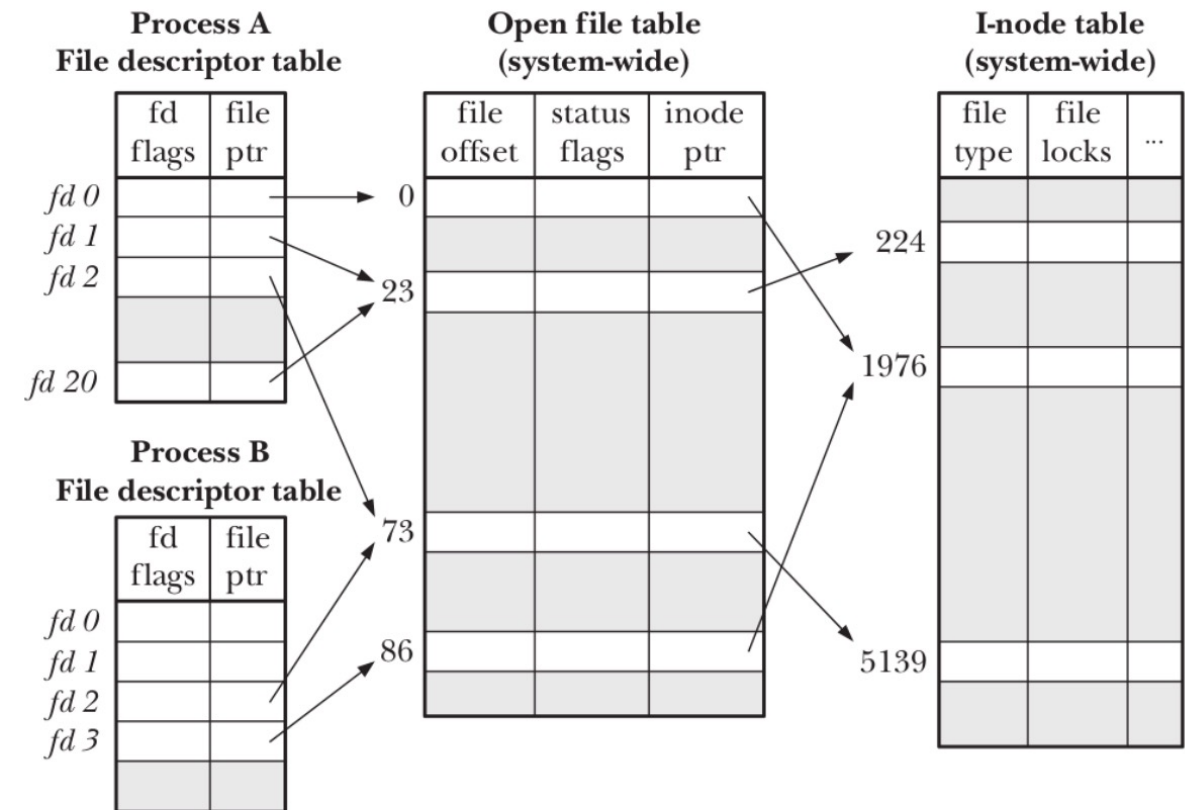 Process A
File descriptor table
fd
flags
file
ptr
fd 0
fd 1
fd 2
fd 20
Process B
File descriptor table
fd
flags
file
ptr
fd 0
fd 1
fd 2
fd 3
Open file table
(system-wide)
file
offset
status
flags
inode
ptr
0
23
73
86
I-node table
(system-wide)
file
type
file
locks
...
224
1976
5139